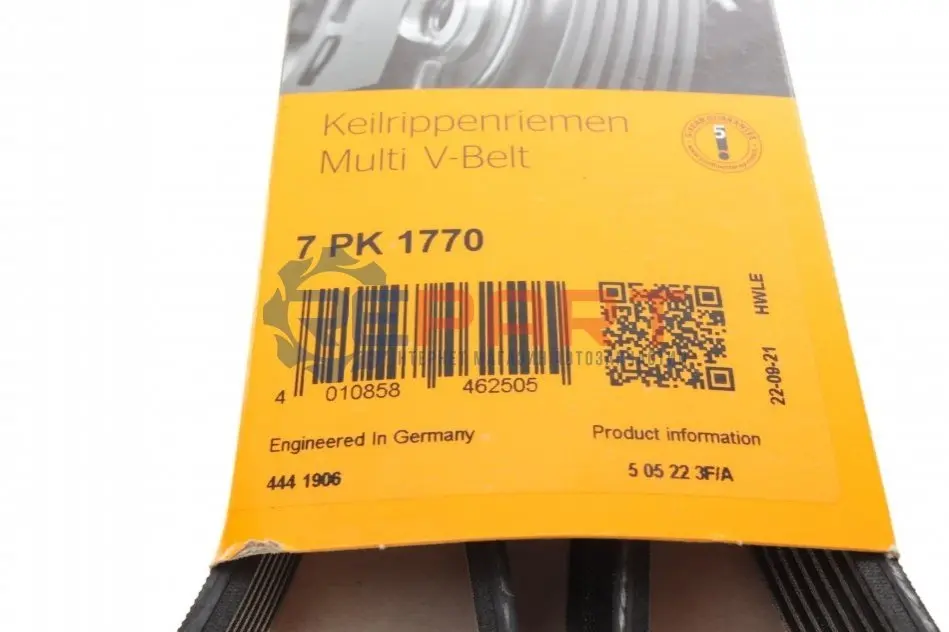 Keilrippenriemen
Multi V-Belt
5
7 PK 1770
HWLE
22-09-21
4 010858 462505
Engineered In Germany
Product information
444 1906
5 05 22 3F/A